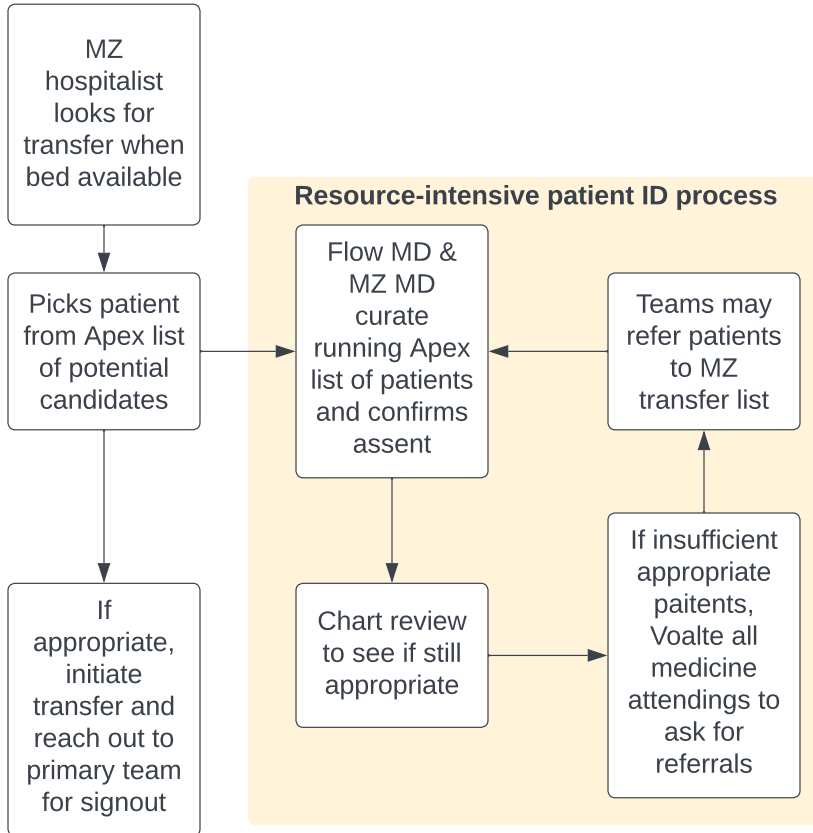 MZ
hospitalist
looks for
transfer when
bed available
Picks patient
from Apex list
of potential
candidates
If
appropriate,
initiate
transfer and
reach out to
primary team
for signout
Resource-intensive patient ID process
Flow MD &
MZ MD
curate
running Apex
list of patients
and confirms
assent
Chart review
to see if still
appropriate
If insufficient
appropriate
paitents,
Voalte all
medicine
attendings to
ask for
referrals
Teams may
refer patients
to MZ
transfer list